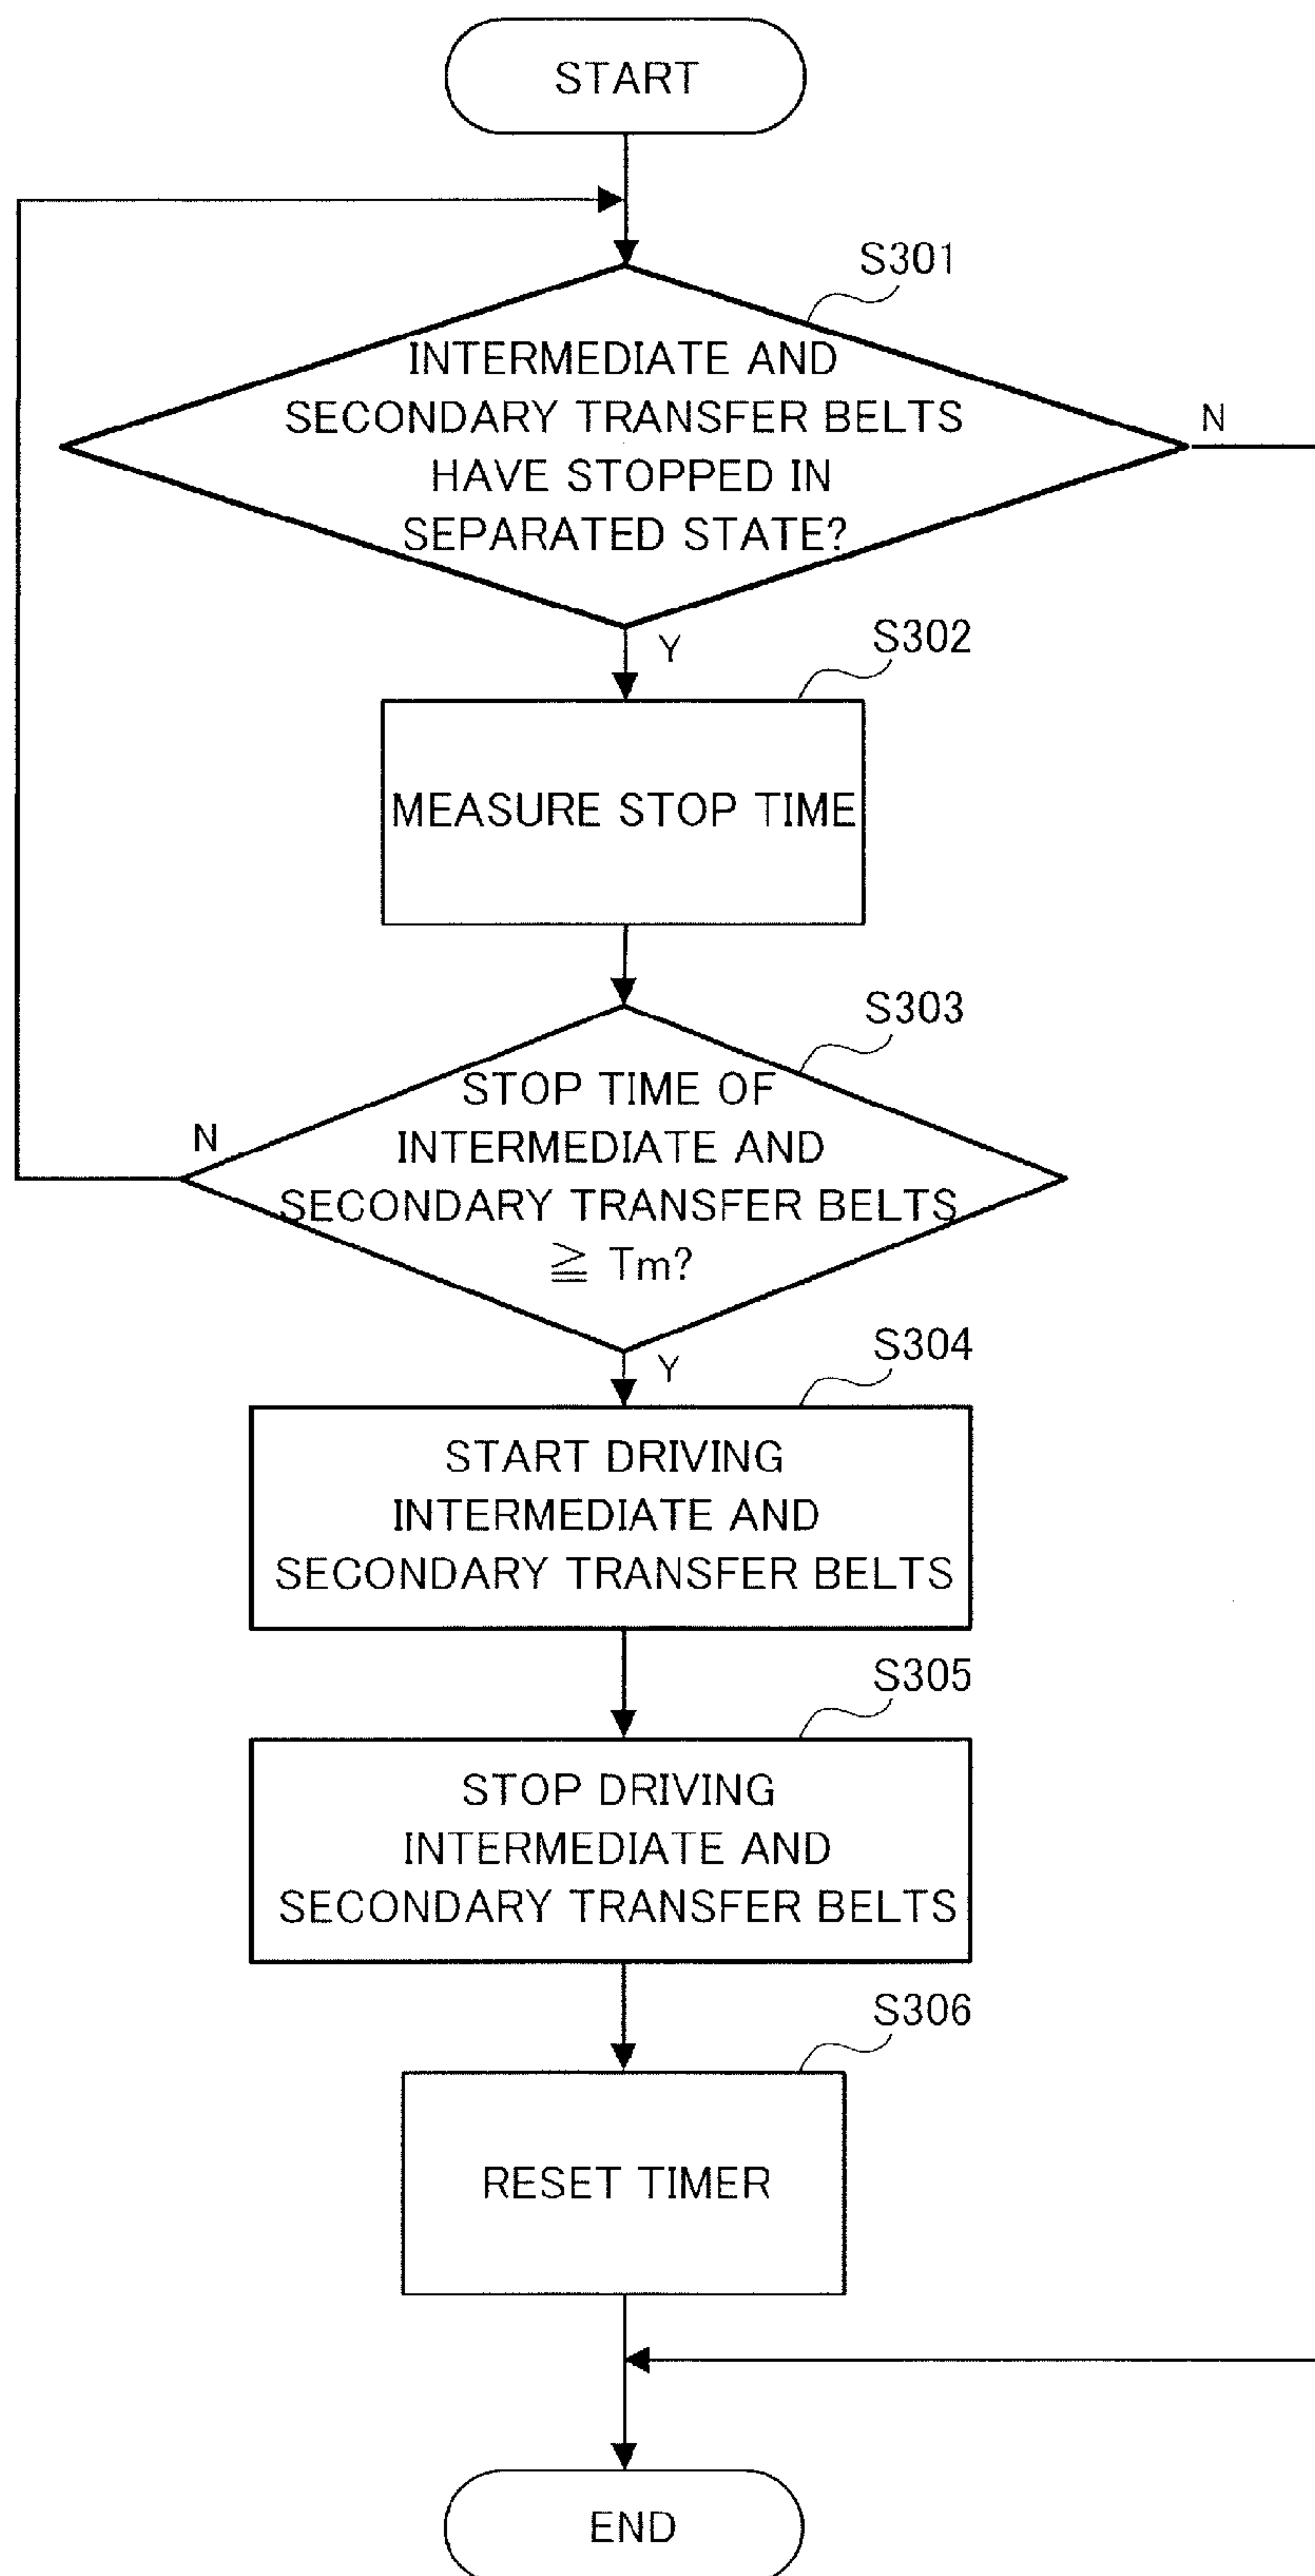 START
S301
INTERMEDIATE AND
SECONDARY TRANSFER BELTS
HAVE STOPPED IN
SEPARATED STATE?
N
Y
S302
MEASURE STOP TIME
S303
STOP TIME OF
INTERMEDIATE AND
SECONDARY TRANSFER BELTS
≧ Tm?
N
Y
S304
START DRIVING
INTERMEDIATE AND
SECONDARY TRANSFER BELTS
S305
STOP DRIVING
INTERMEDIATE AND
SECONDARY TRANSFER BELTS
S306
RESET TIMER
END